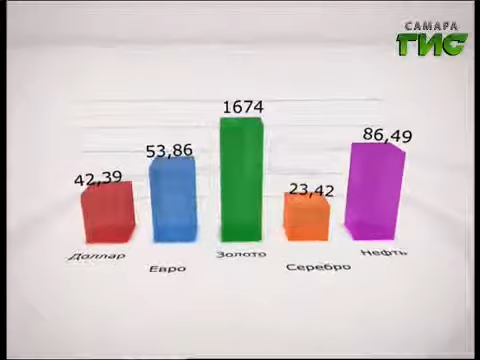 САМАРА
ГИС
1674
86,49
53,86
42,39
23,42
Доллар
Евро
Золото
Серебро
Нефть